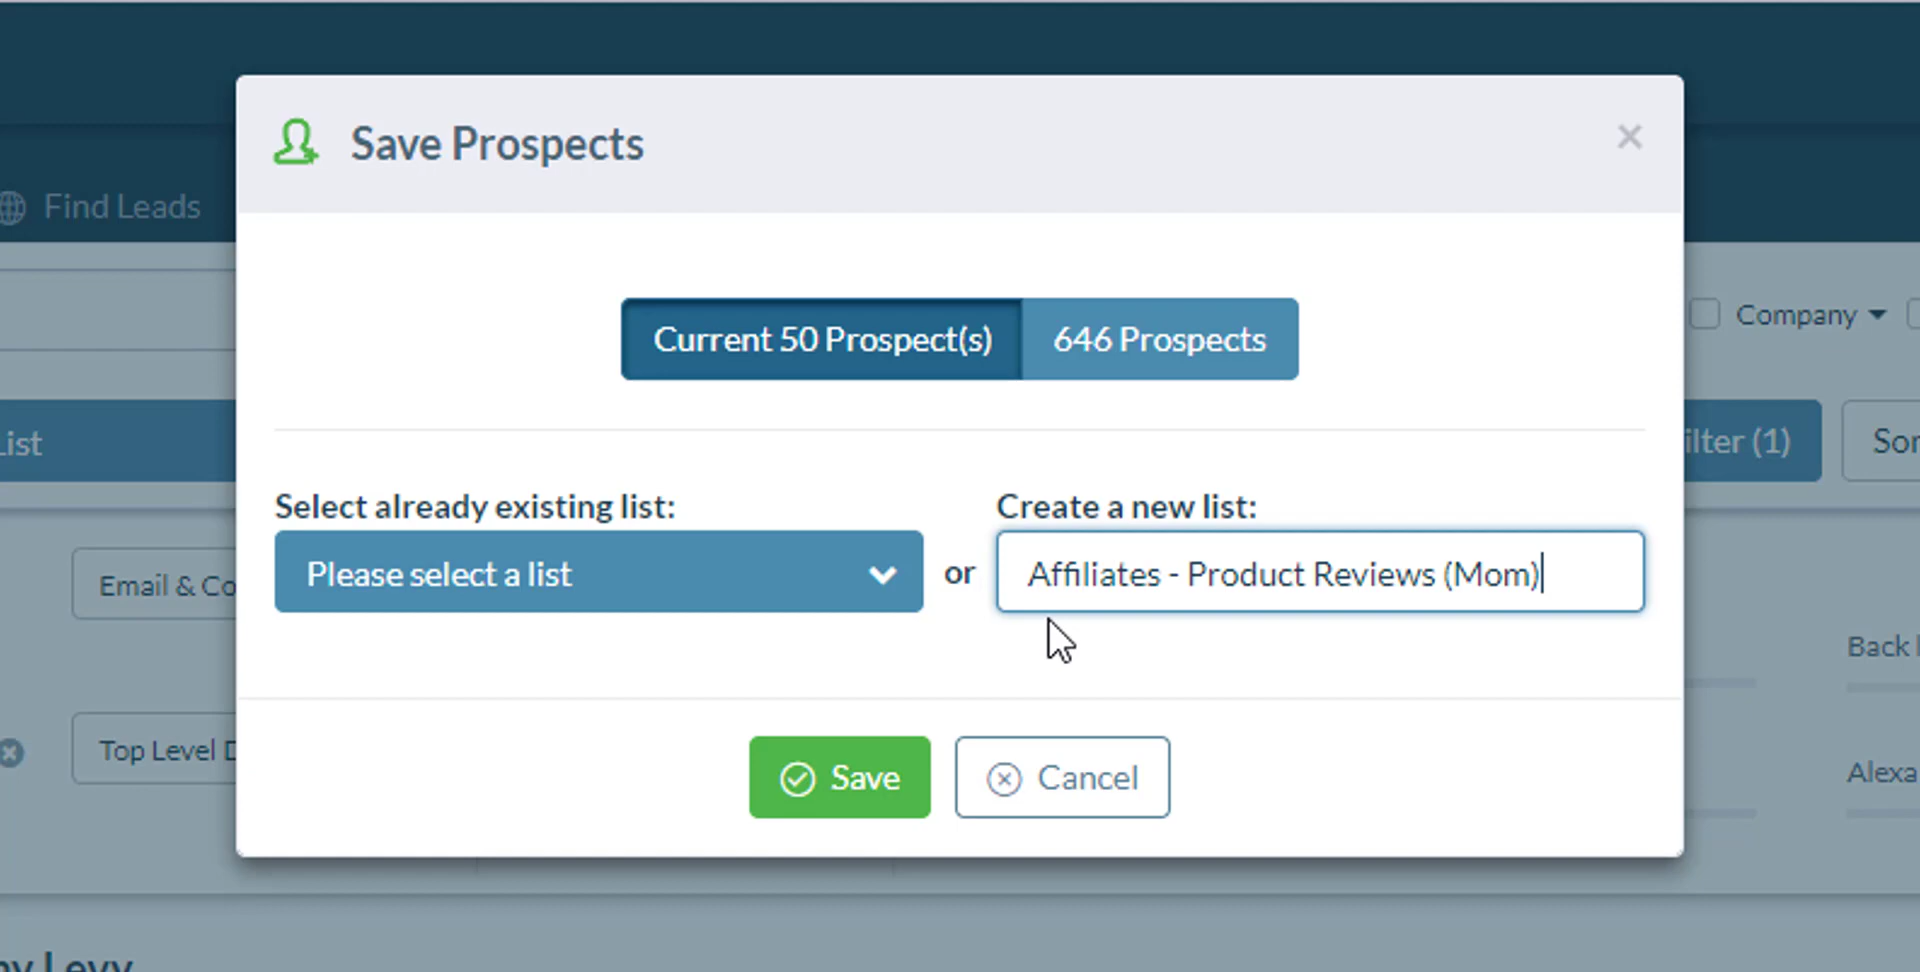 Save Prospects
×
Find Leads
Current 50 Prospect(s)
646 Prospects
Company
List
ilter (1)
Sor
Select already existing list:
Create a new list:
Please select a list
or
Affiliates - Product Reviews (Mom)
Email & Co
Back
Top Level D
Alexa
Save
Cancel
Levy